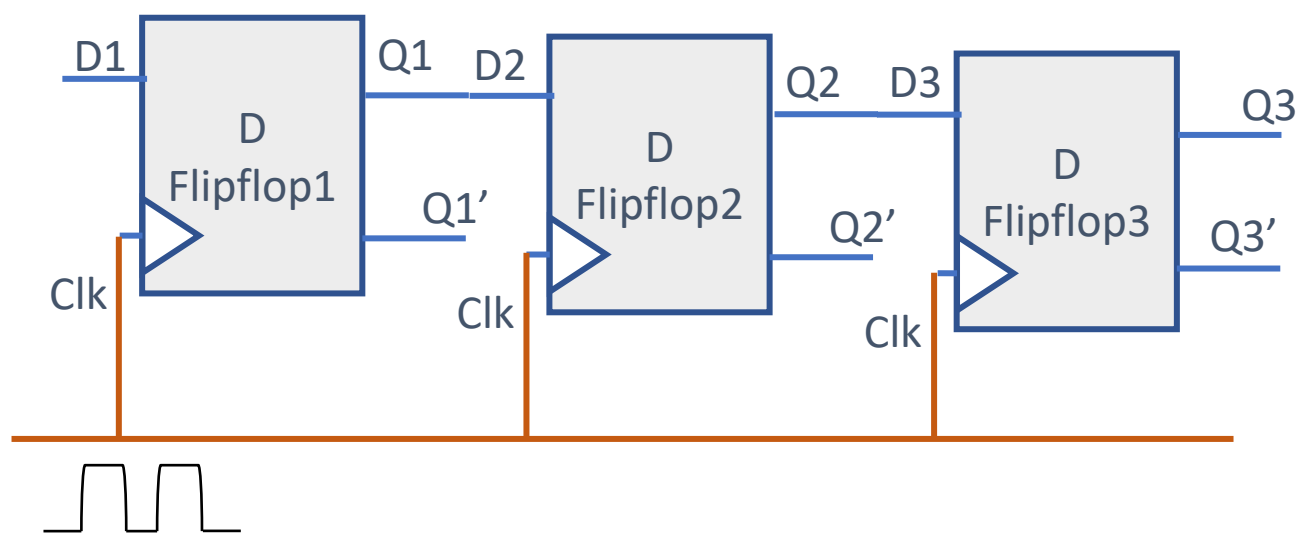 D1
Q1
D2
Q2
D3
Q3
D
Flipflop1
D
Flipflop2
D
Flipflop3
Q1’
Q2’
Q3’
Clk
Clk
Clk